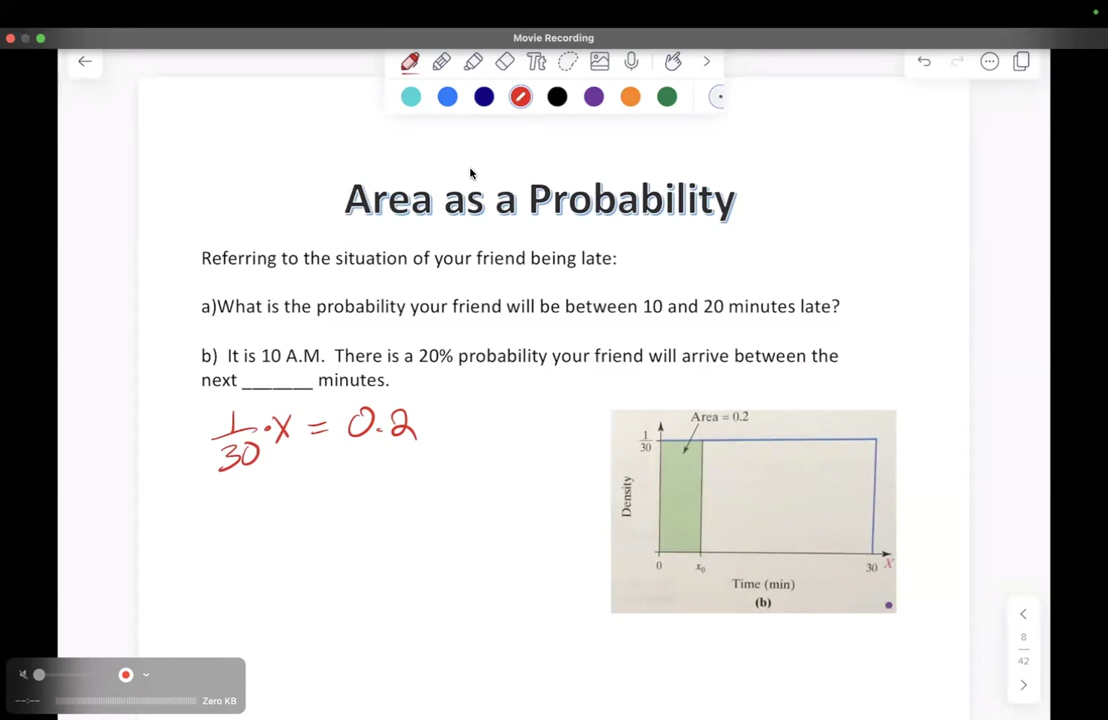 Movie Recording
Tt
Area as a Probability
Referring to the situation of your friend being late:
a)What is the probability your friend will be between 10 and 20 minutes late?
b) It is 10 A.M. There is a 20% probability your friend will arrive between the
next _______ minutes.
1/30 · x = 0.2
Area = 0.2
1/30
Density
0 x₀ 30 X
Time (min)
(b)
8
42
--:-- Zero KB